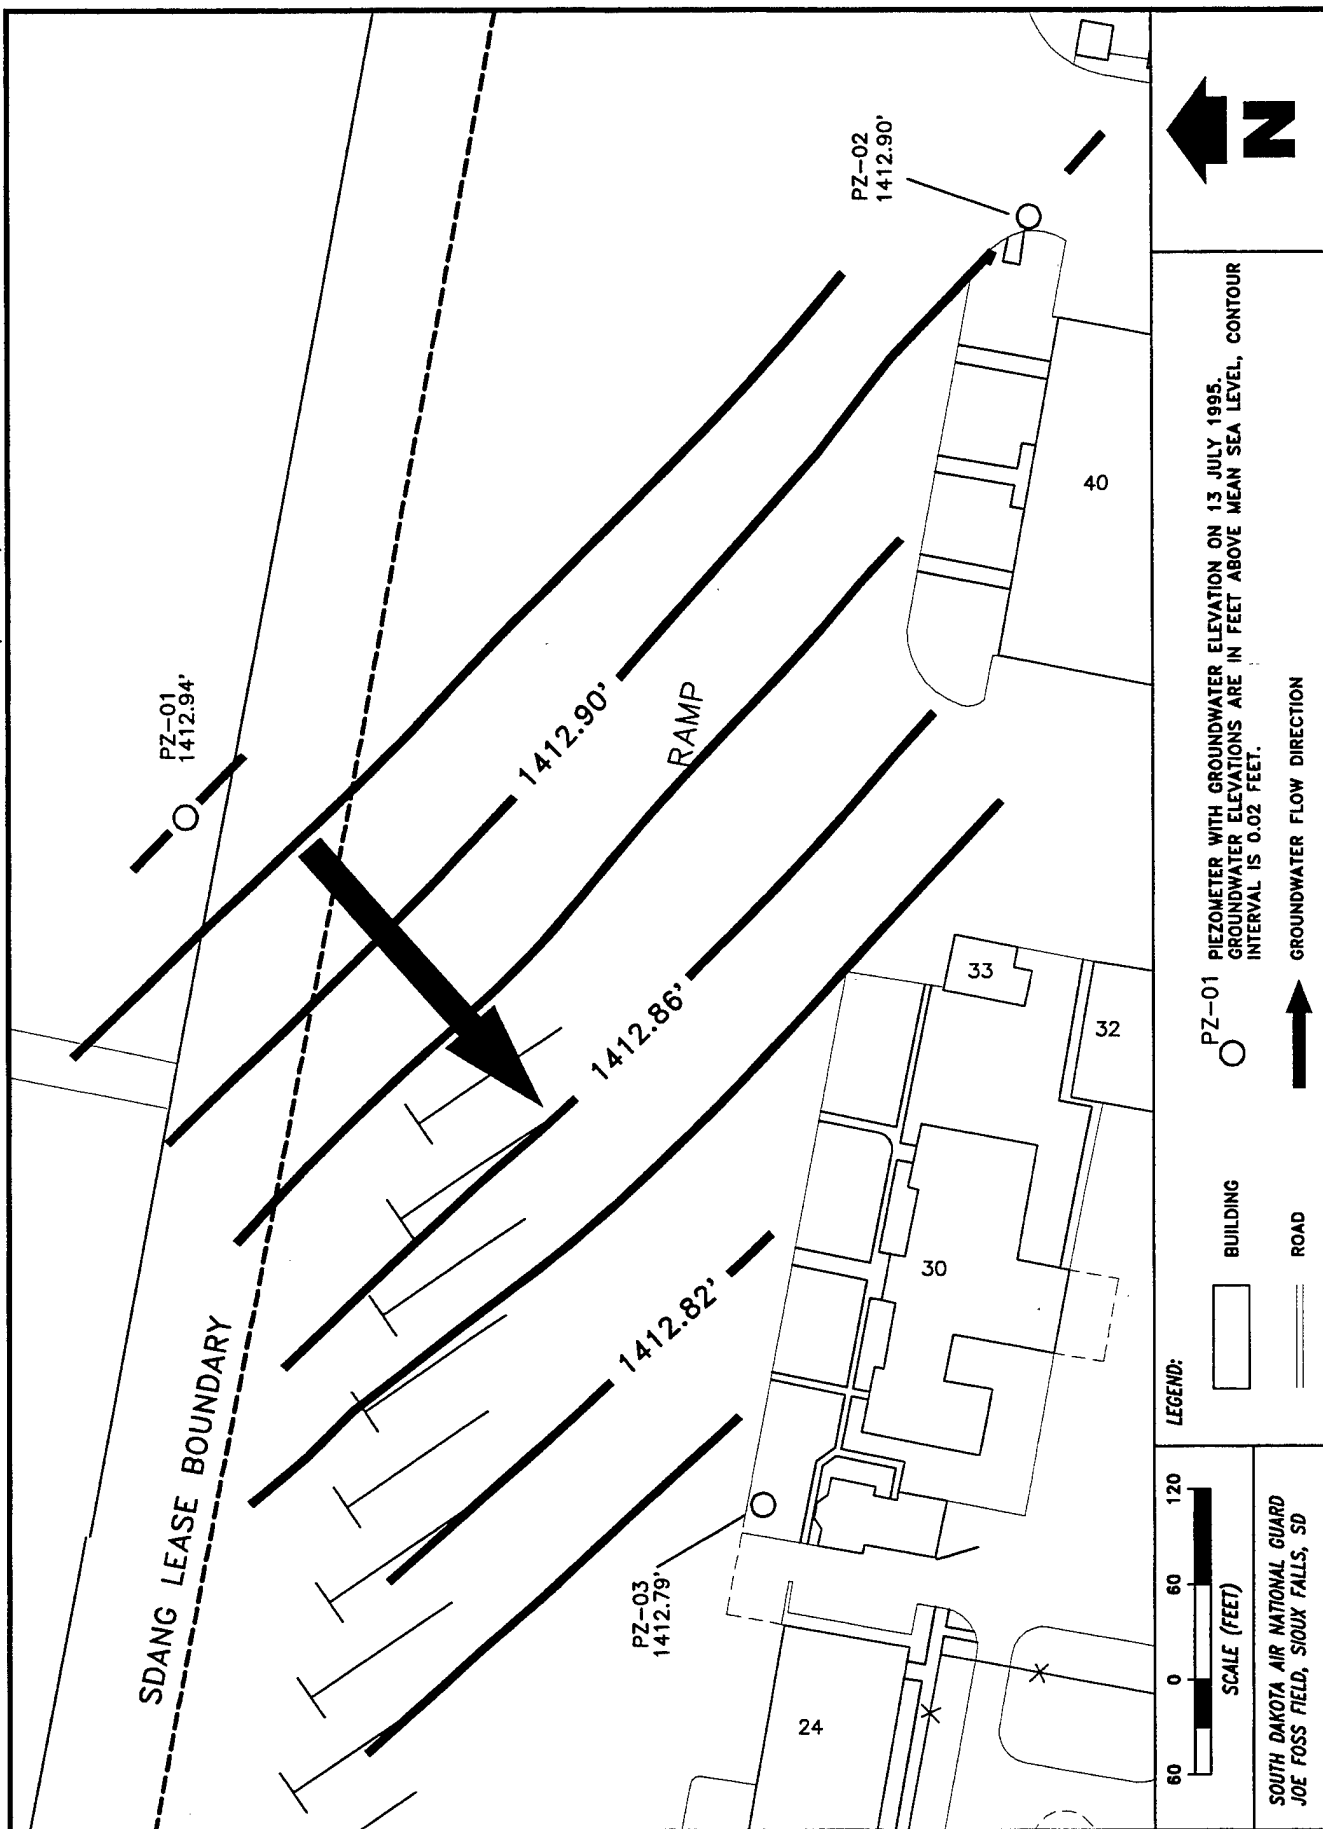 SDANG LEASE BOUNDARY
PZ-01
1412.94'
PZ-02
1412.90'
PZ-03
1412.79'
1412.90'
RAMP
1412.86'
1412.82'
40
33
32
30
24
N
LEGEND:
BUILDING
ROAD
PZ-01
PIEZOMETER WITH GROUNDWATER ELEVATION ON 13 JULY 1995.
GROUNDWATER ELEVATIONS ARE IN FEET ABOVE MEAN SEA LEVEL, CONTOUR
INTERVAL IS 0.02 FEET.
GROUNDWATER FLOW DIRECTION
60 0 60 120
SCALE (FEET)
SOUTH DAKOTA AIR NATIONAL GUARD
JOE FOSS FIELD, SIOUX FALLS, SD